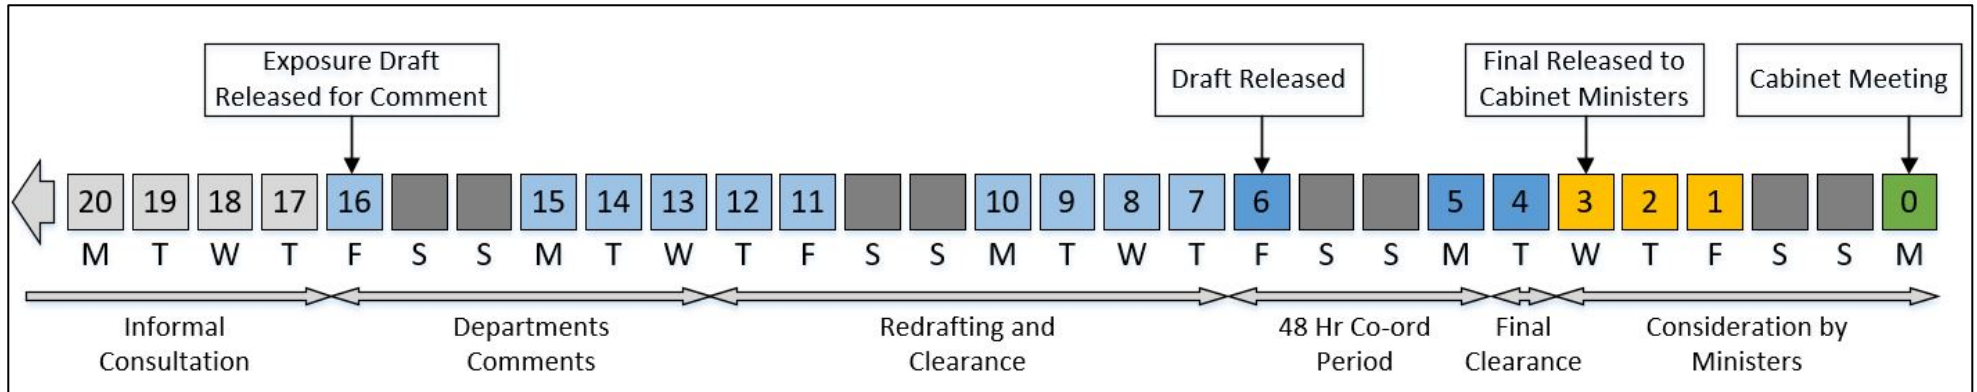 Exposure Draft
Released for Comment
Draft Released
Final Released to
Cabinet Ministers
Cabinet Meeting
20 19 18 17 16 15 14 13 12 11 10 9 8 7 6 5 4 3 2 1 0
M T W T F S S M T W T F S S M T W T F S S M T W T F S S M
Informal
Consultation
Departments
Comments
Redrafting and
Clearance
48 Hr Co-ord
Period
Final
Clearance
Consideration by
Ministers